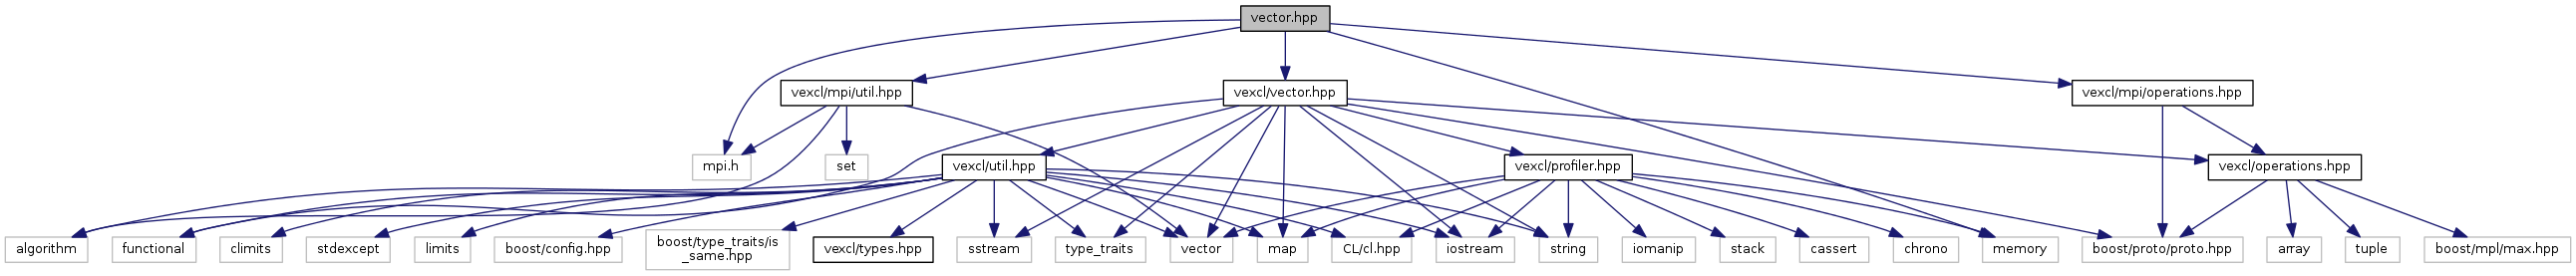 vector.hpp
vexcl/mpi/util.hpp
vexcl/vector.hpp
vexcl/mpi/operations.hpp
mpi.h
set
vexcl/util.hpp
vexcl/profiler.hpp
vexcl/operations.hpp
algorithm
functional
climits
stdexcept
limits
boost/config.hpp
boost/type_traits/is
_same.hpp
vexcl/types.hpp
sstream
type_traits
vector
map
CL/cl.hpp
iostream
string
iomanip
stack
cassert
chrono
memory
boost/proto/proto.hpp
array
tuple
boost/mpl/max.hpp